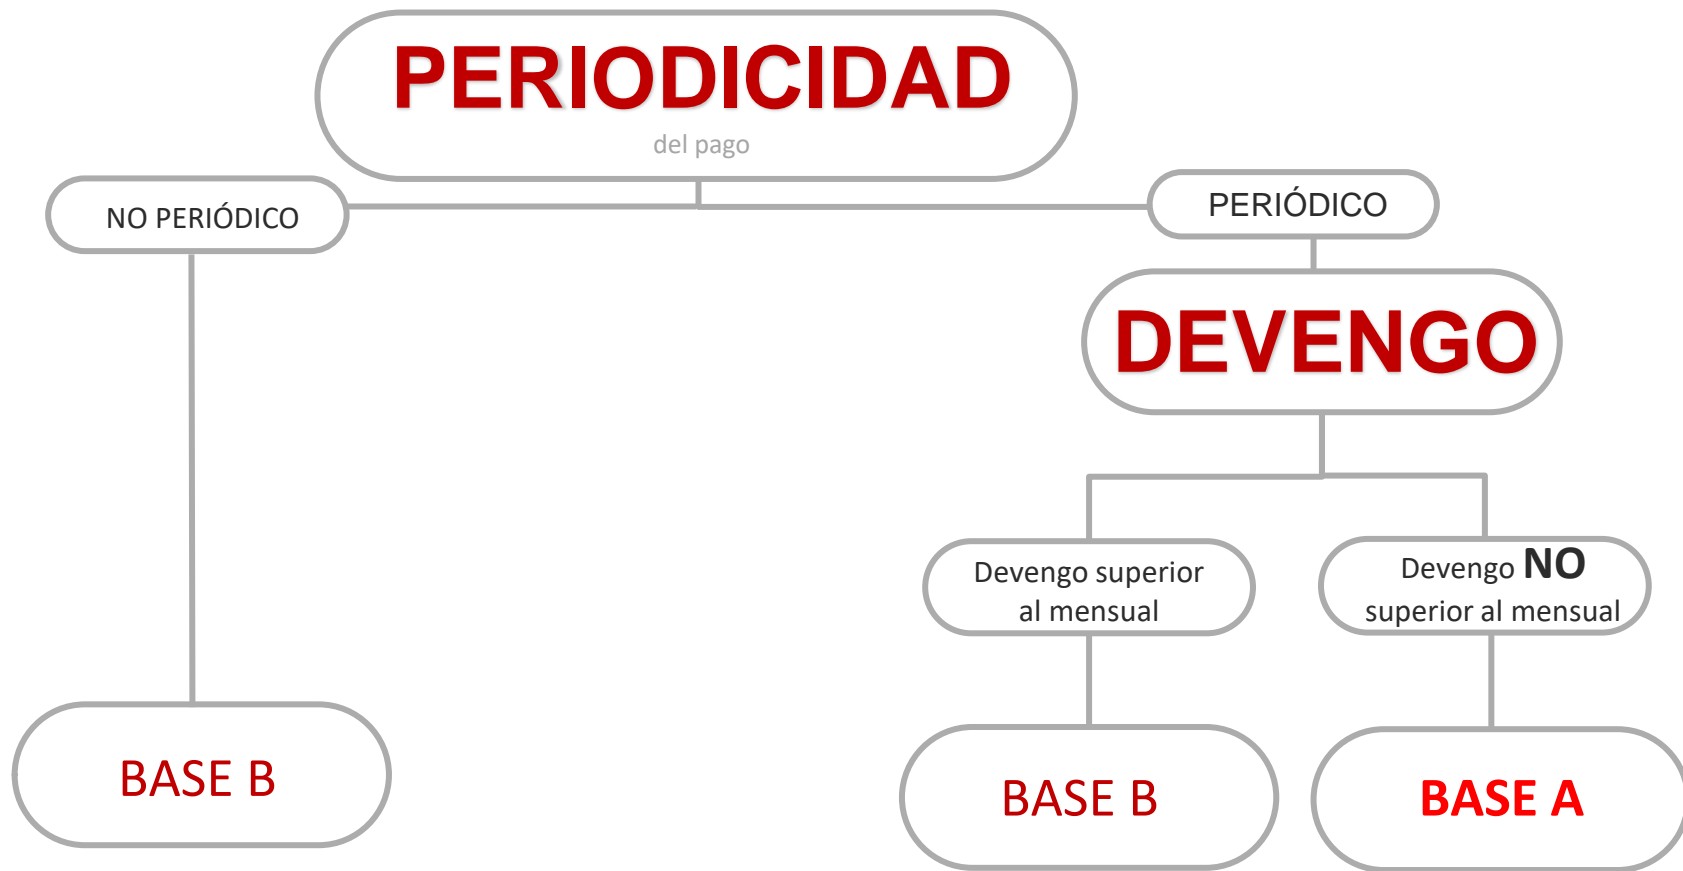 PERIODICIDAD
del pago
NO PERIÓDICO
PERIÓDICO
DEVENGO
Devengo superior
al mensual
Devengo NO
superior al mensual
BASE B
BASE B
BASE A